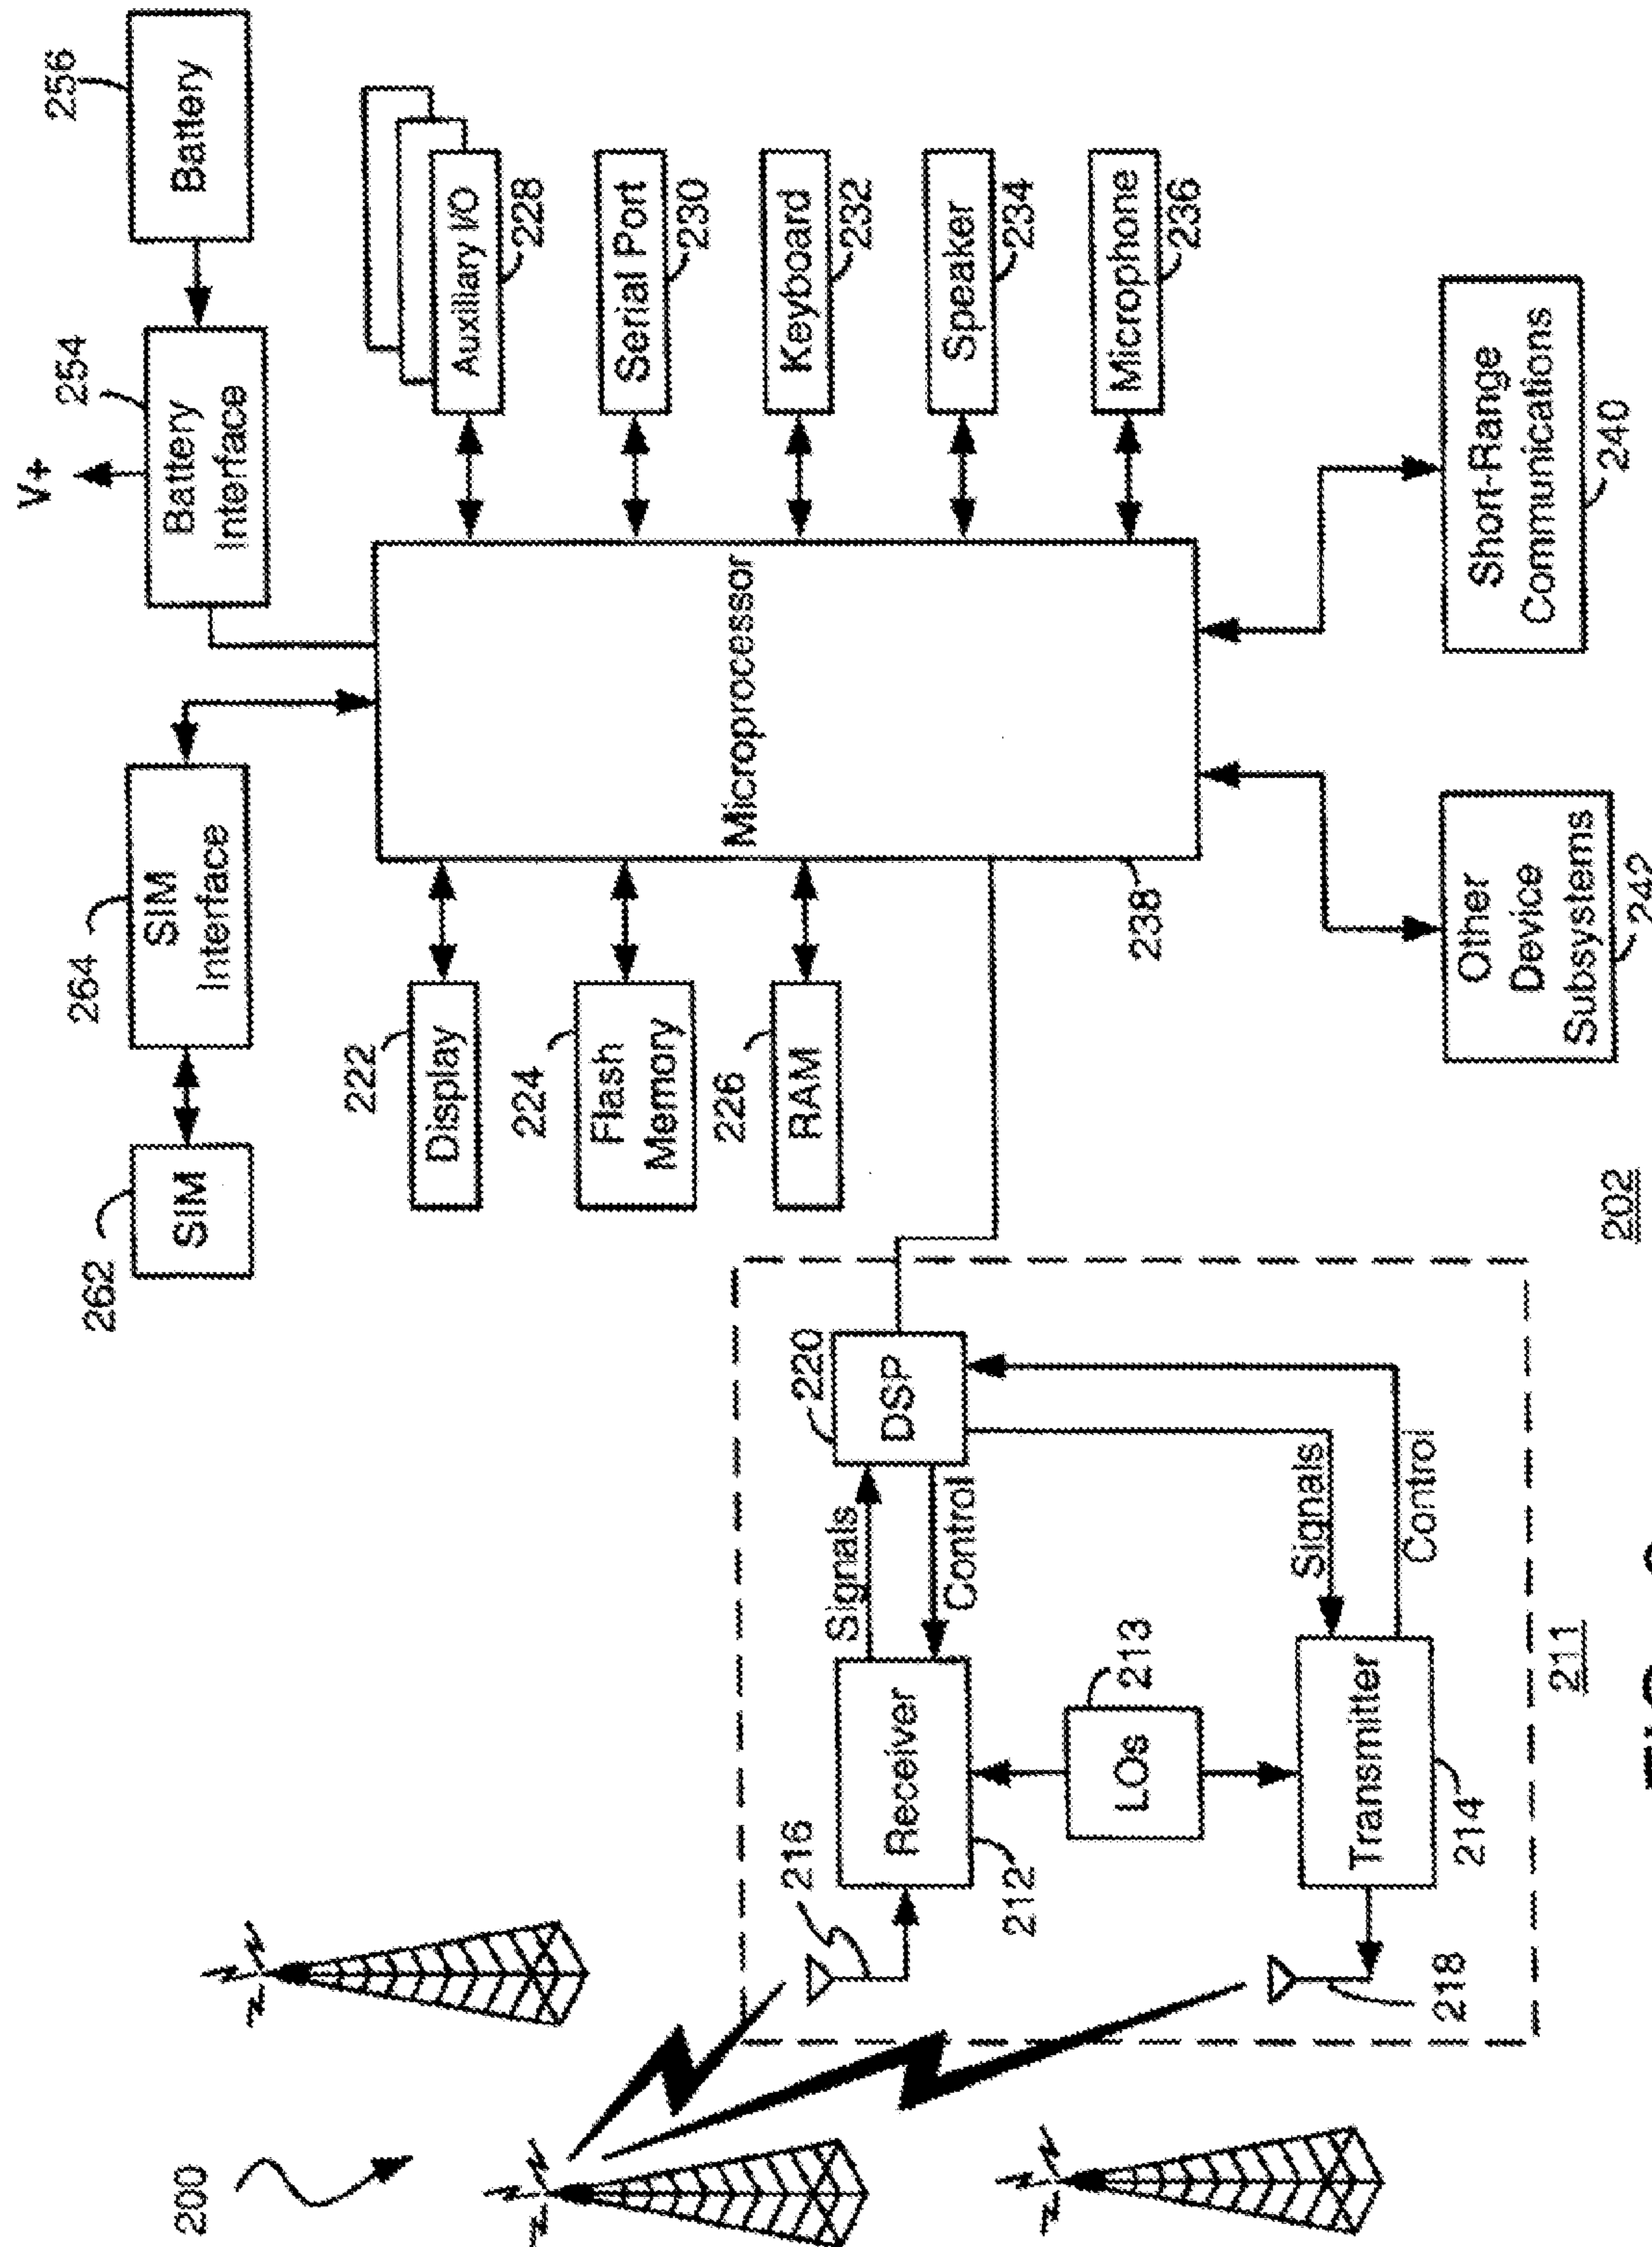 200
262
SIM
264
SIM
Interface
V+
254
Battery
Interface
256
Battery
222
Display
224
Flash
Memory
226
RAM
Microprocessor
238
Auxiliary I/O
228
Serial Port
230
Keyboard
232
Speaker
234
Microphone
236
216
Receiver
212
Signals
Control
220
DSP
LOs
213
Signals
Control
Transmitter
214
218
211
202
Other
Device
Subsystems
242
Short-Range
Communications
240